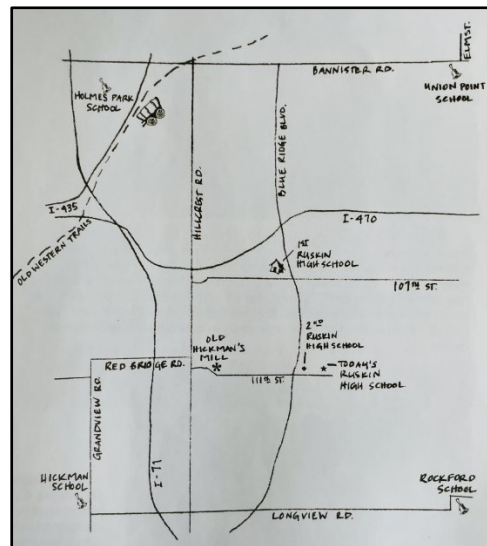 ELM ST.
BANNISTER RD.
UNION POINT
SCHOOL
HOLMES PARK
SCHOOL
HILLCREST RD.
BLUE RIDGE BLVD.
I-435
I-470
OLD WESTERN TRAILS
1ST
RUSKIN
HIGH SCHOOL
107TH ST.
2ND
RUSKIN
HIGH SCHOOL
OLD
HICKMAN'S
MILL
RED BRIDGE RD.
111TH ST.
TODAY'S
RUSKIN
HIGH SCHOOL
GRANDVIEW RD.
I-71
HICKMAN
SCHOOL
ROCKFORD
SCHOOL
LONGVIEW RD.